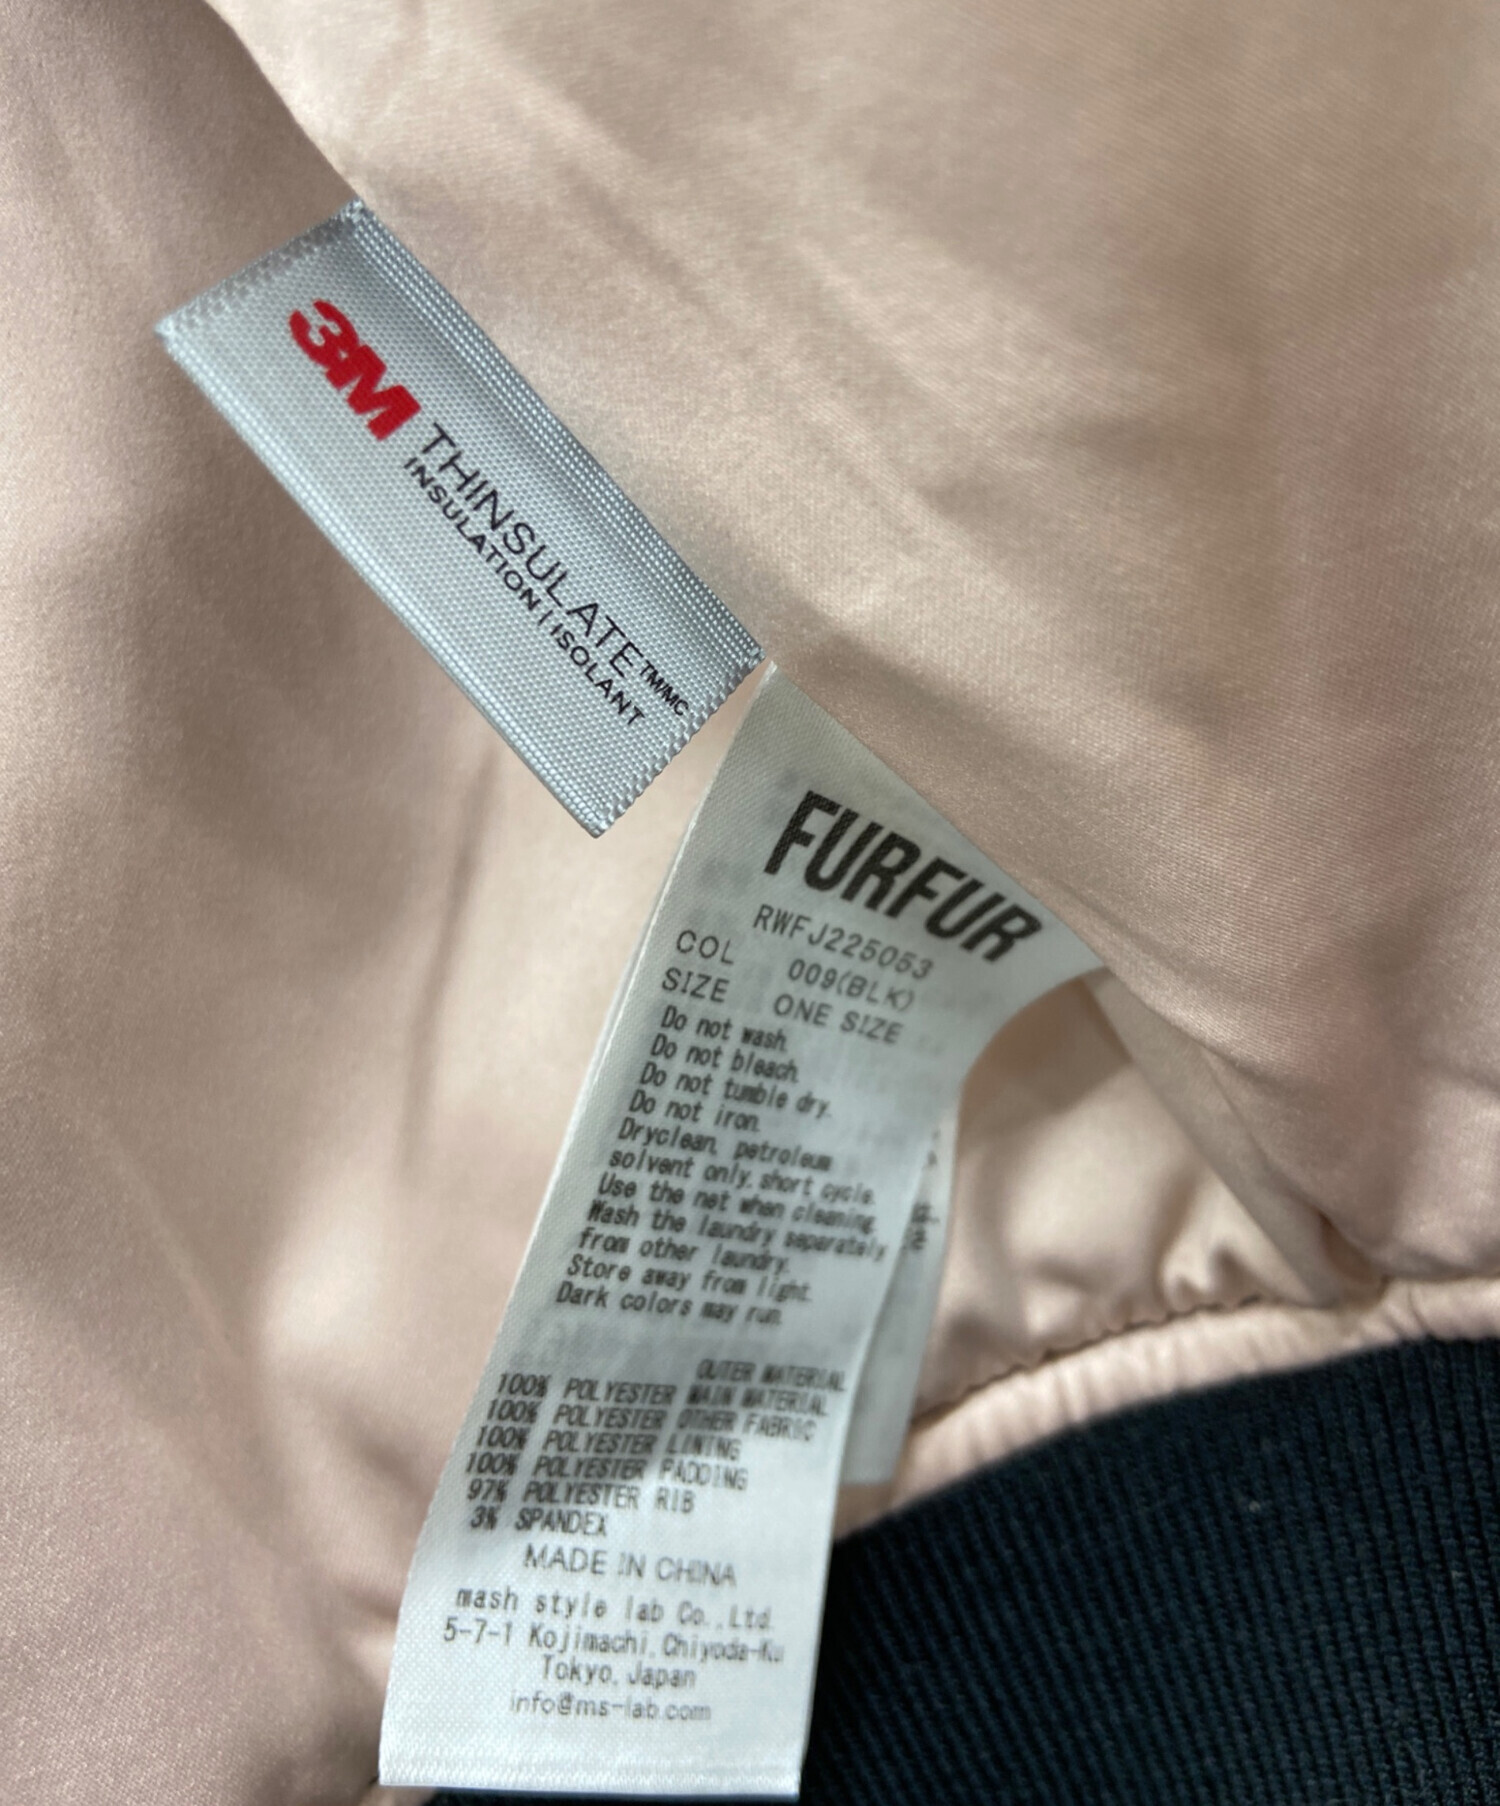 3M
THINSULATE™/MC
INSULATION | ISOLANT
FURFUR
RWFJ225053
COL 009(BLK)
SIZE ONE SIZE
Do not wash.
Do not bleach.
Do not tumble dry.
Do not iron.
Dryclean, petroleum
solvent only, short cycle.
Use the net when cleaning.
Wash the laundry separately
from other laundry.
Store away from light.
Dark colors may run.
OUTER MATERIAL
100% POLYESTER MAIN MATERIAL
100% POLYESTER OTHER FABRIC
100% POLYESTER LINING
100% POLYESTER PADDING
97% POLYESTER RIB
3% SPANDEX
MADE IN CHINA
mash style lab Co., Ltd.
5-7-1 Kojimachi, Chiyoda-Ku
Tokyo, Japan
info@ms-lab.com